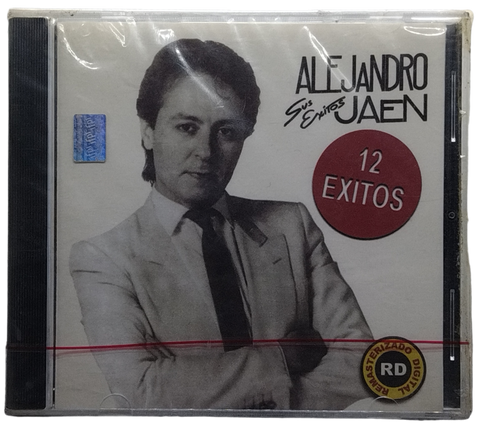 ALEJANDRO
Sus Exitos JAEN
12
EXITOS
REMASTERIZADO
RD
DIGITAL